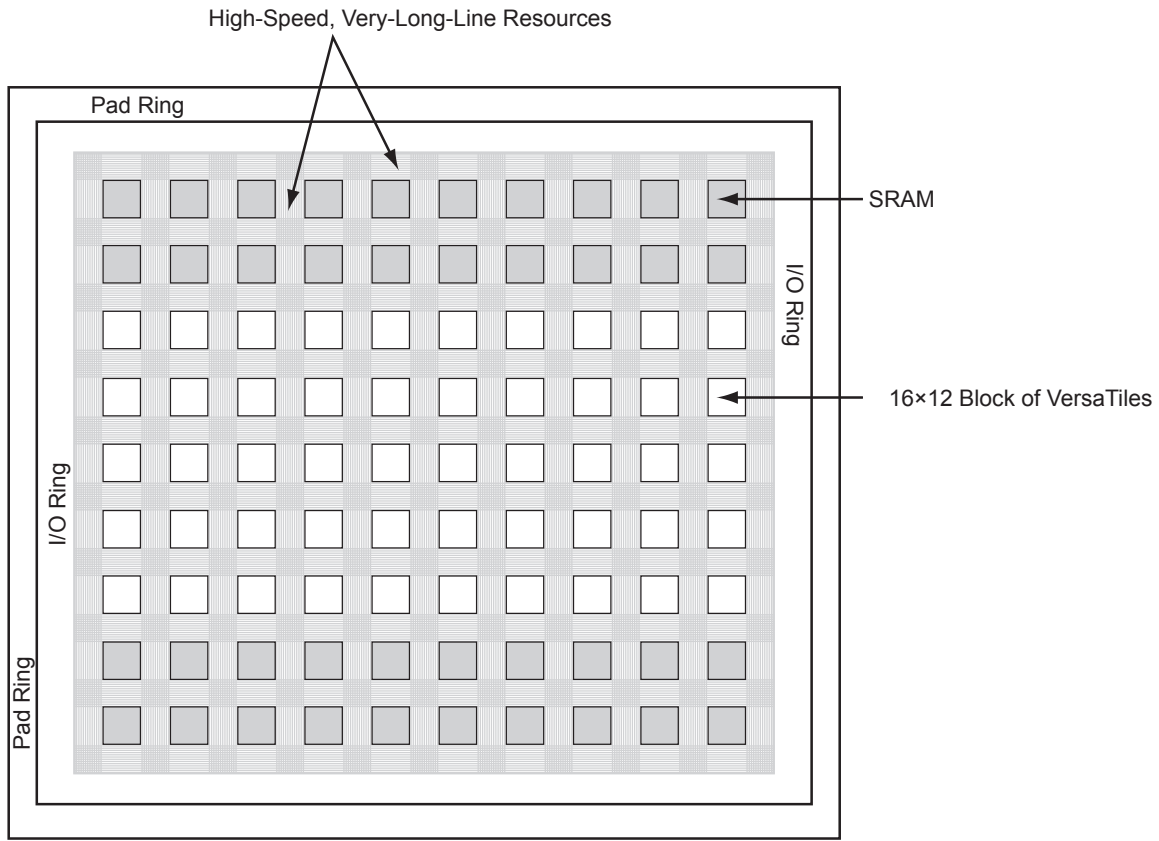 High-Speed, Very-Long-Line Resources
Pad Ring
SRAM
I/O Ring
16×12 Block of VersaTiles
I/O Ring
Pad Ring